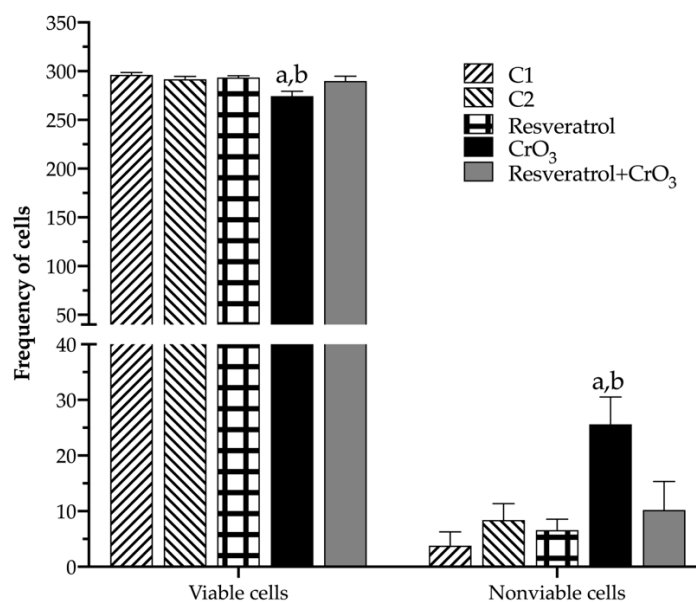 Frequency of cells
350
300
250
200
150
100
50
40
30
20
10
0
a,b
a,b
C1
C2
Resveratrol
CrO₃
Resveratrol+CrO₃
Viable cells
Nonviable cells